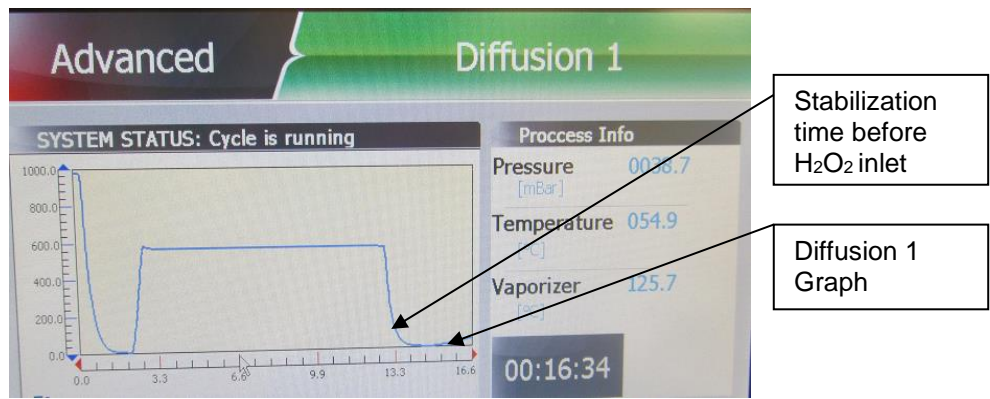 Advanced
Diffusion 1
SYSTEM STATUS: Cycle is running
Proccess Info
1000.0
800.0
600.0
400.0
200.0
0.0
0.0 3.3 6.6 9.9 13.3 16.6
Pressure 0038.7
[mBar]
Temperature 054.9
[°C]
Vaporizer 125.7
[ºC]
00:16:34
Stabilization
time before
H₂O₂ inlet
Diffusion 1
Graph